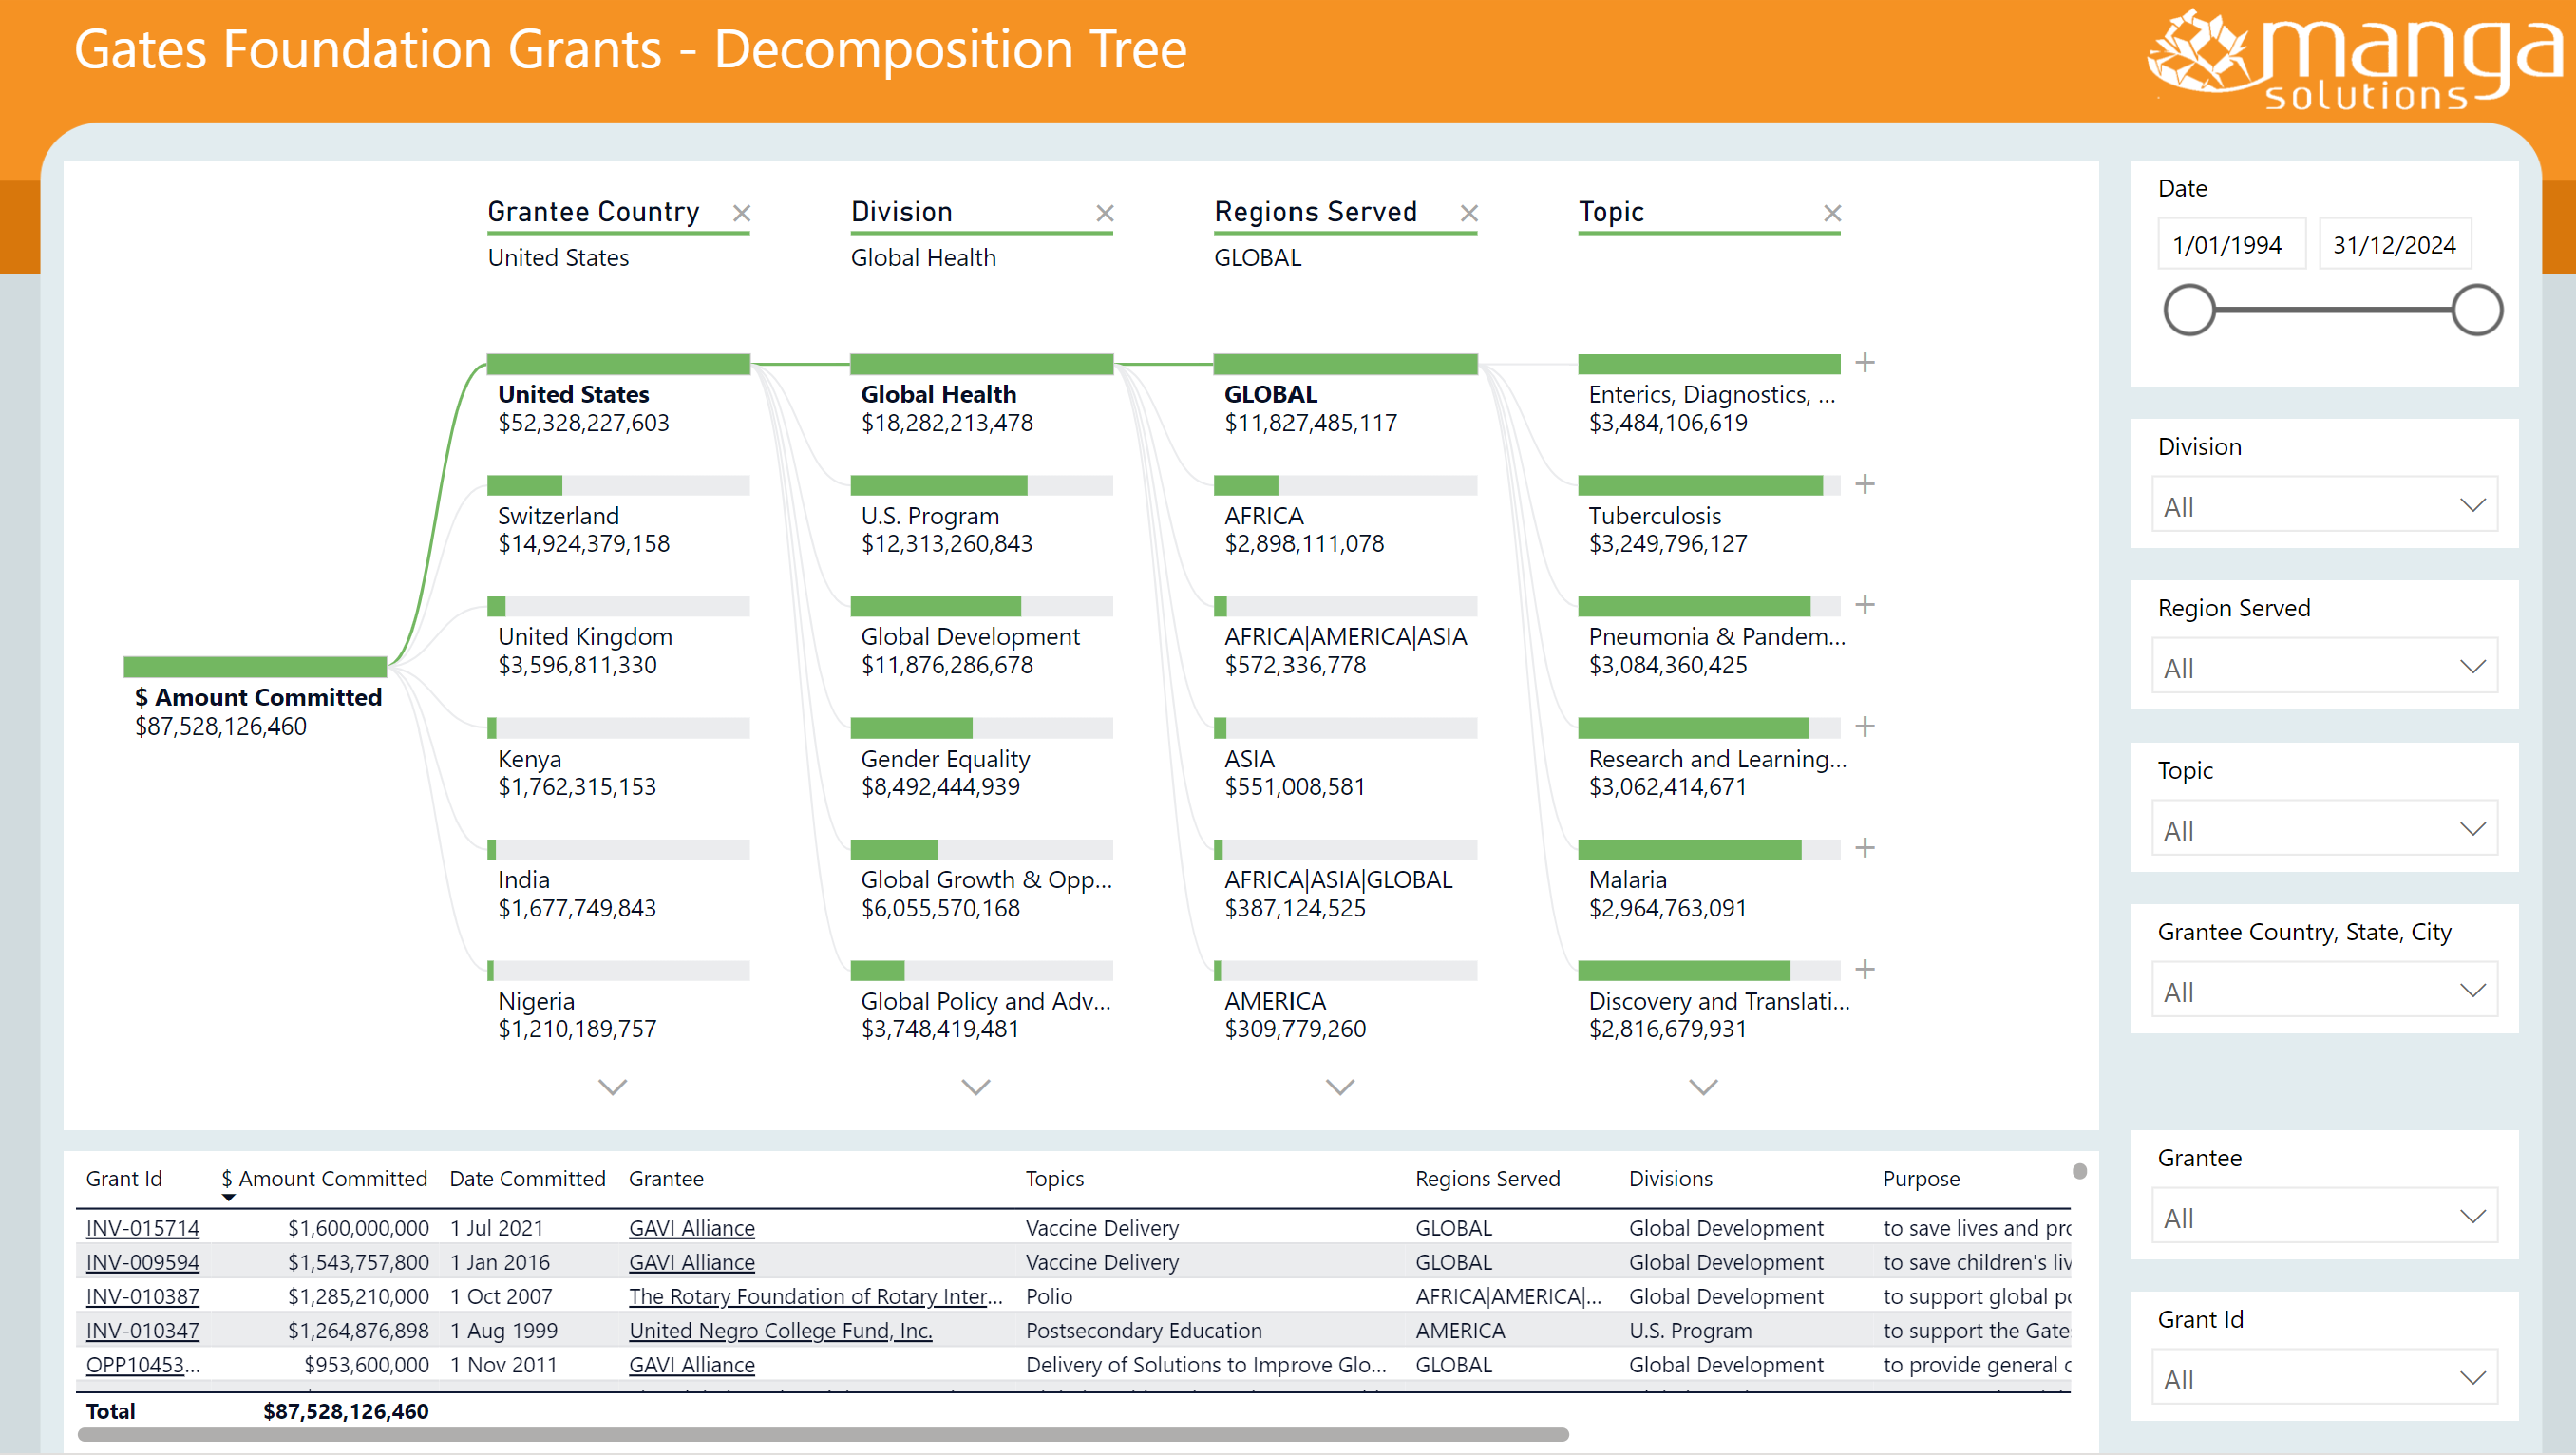 Gates Foundation Grants - Decomposition Tree
manga
solutions
Grantee Country
United States
Division
Global Health
Regions Served
GLOBAL
Topic
$ Amount Committed
$87,528,126,460
United States
$52,328,227,603
Switzerland
$14,924,379,158
United Kingdom
$3,596,811,330
Kenya
$1,762,315,153
India
$1,677,749,843
Nigeria
$1,210,189,757
Global Health
$18,282,213,478
U.S. Program
$12,313,260,843
Global Development
$11,876,286,678
Gender Equality
$8,492,444,939
Global Growth & Opp...
$6,055,570,168
Global Policy and Adv...
$3,748,419,481
GLOBAL
$11,827,485,117
AFRICA
$2,898,111,078
AFRICA|AMERICA|ASIA
$572,336,778
ASIA
$551,008,581
AFRICA|ASIA|GLOBAL
$387,124,525
AMERICA
$309,779,260
Enterics, Diagnostics, ...
$3,484,106,619
Tuberculosis
$3,249,796,127
Pneumonia & Pandem...
$3,084,360,425
Research and Learning...
$3,062,414,671
Malaria
$2,964,763,091
Discovery and Translati...
$2,816,679,931
Date
1/01/1994 31/12/2024
Division
All
Region Served
All
Topic
All
Grantee Country, State, City
All
Grantee
All
Grant Id
All
Grant Id $ Amount Committed Date Committed Grantee Topics Regions Served Divisions Purpose
INV-015714 $1,600,000,000 1 Jul 2021 GAVI Alliance Vaccine Delivery GLOBAL Global Development to save lives and pro
INV-009594 $1,543,757,800 1 Jan 2016 GAVI Alliance Vaccine Delivery GLOBAL Global Development to save children's liv
INV-010387 $1,285,210,000 1 Oct 2007 The Rotary Foundation of Rotary Inter... Polio AFRICA|AMERICA|... Global Development to support global po
INV-010347 $1,264,876,898 1 Aug 1999 United Negro College Fund, Inc. Postsecondary Education AMERICA U.S. Program to support the Gate
OPP10453... $953,600,000 1 Nov 2011 GAVI Alliance Delivery of Solutions to Improve Glo... GLOBAL Global Development to provide general o
Total $87,528,126,460